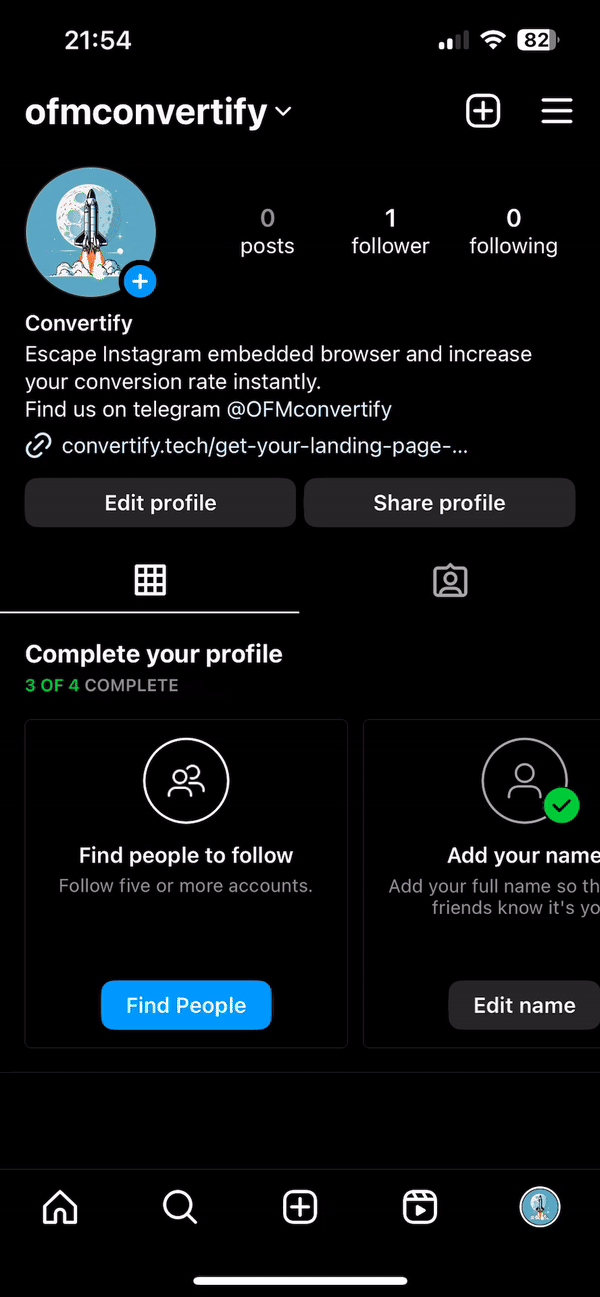 21:54
82
ofmconvertify
0 1 0
posts follower following
Convertify
Escape Instagram embedded browser and increase
your conversion rate instantly.
Find us on telegram @OFMconvertify
convertify.tech/get-your-landing-page-...
Edit profile Share profile
Complete your profile
3 OF 4 COMPLETE
Find people to follow Add your name
Follow five or more accounts. Add your full name so th
friends know it's yo
Find People Edit name